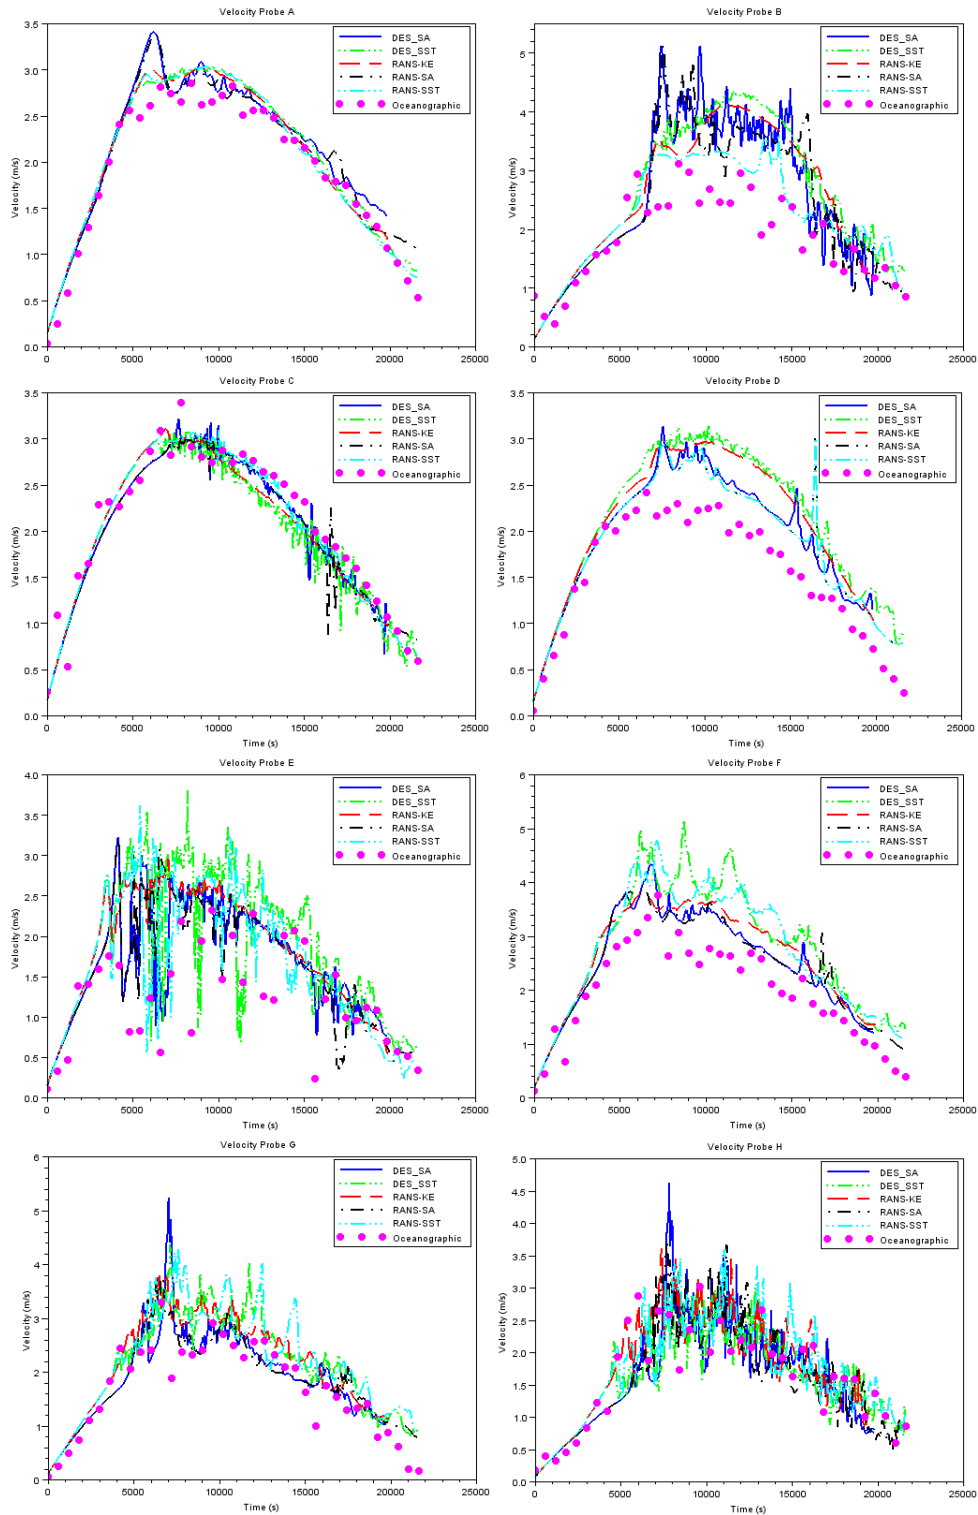 Velocity Probe A
Velocity (m/s)
3.5
3.0
2.5
2.0
1.5
1.0
0.5
0.0
0
5000
10000
15000
20000
25000
DES_SA
DES_SST
RANS-KE
RANS-SA
RANS-SST
Oceanographic
Velocity Probe B
Velocity (m/s)
5
4
3
2
1
0
0
5000
10000
15000
20000
25000
DES_SA
DES_SST
RANS-KE
RANS-SA
RANS-SST
Oceanographic
Velocity Probe C
Velocity (m/s)
3.5
3.0
2.5
2.0
1.5
1.0
0.5
0.0
0
5000
10000
15000
20000
25000
Time (s)
DES_SA
DES_SST
RANS-KE
RANS-SA
RANS-SST
Oceanographic
Velocity Probe D
Velocity (m/s)
3.5
3.0
2.5
2.0
1.5
1.0
0.5
0.0
0
5000
10000
15000
20000
25000
Time (s)
DES_SA
DES_SST
RANS-KE
RANS-SA
RANS-SST
Oceanographic
Velocity Probe E
Velocity (m/s)
4.0
3.5
3.0
2.5
2.0
1.5
1.0
0.5
0.0
0
5000
10000
15000
20000
25000
Time (s)
DES_SA
DES_SST
RANS-KE
RANS-SA
RANS-SST
Oceanographic
Velocity Probe F
Velocity (m/s)
6
5
4
3
2
1
0
0
5000
10000
15000
20000
25000
Time (s)
DES_SA
DES_SST
RANS-KE
RANS-SA
RANS-SST
Oceanographic
Velocity Probe G
Velocity (m/s)
6
5
4
3
2
1
0
0
5000
10000
15000
20000
25000
Time (s)
DES_SA
DES_SST
RANS-KE
RANS-SA
RANS-SST
Oceanographic
Velocity Probe H
Velocity (m/s)
5.0
4.5
4.0
3.5
3.0
2.5
2.0
1.5
1.0
0.5
0.0
0
5000
10000
15000
20000
25000
Time (s)
DES_SA
DES_SST
RANS-KE
RANS-SA
RANS-SST
Oceanographic